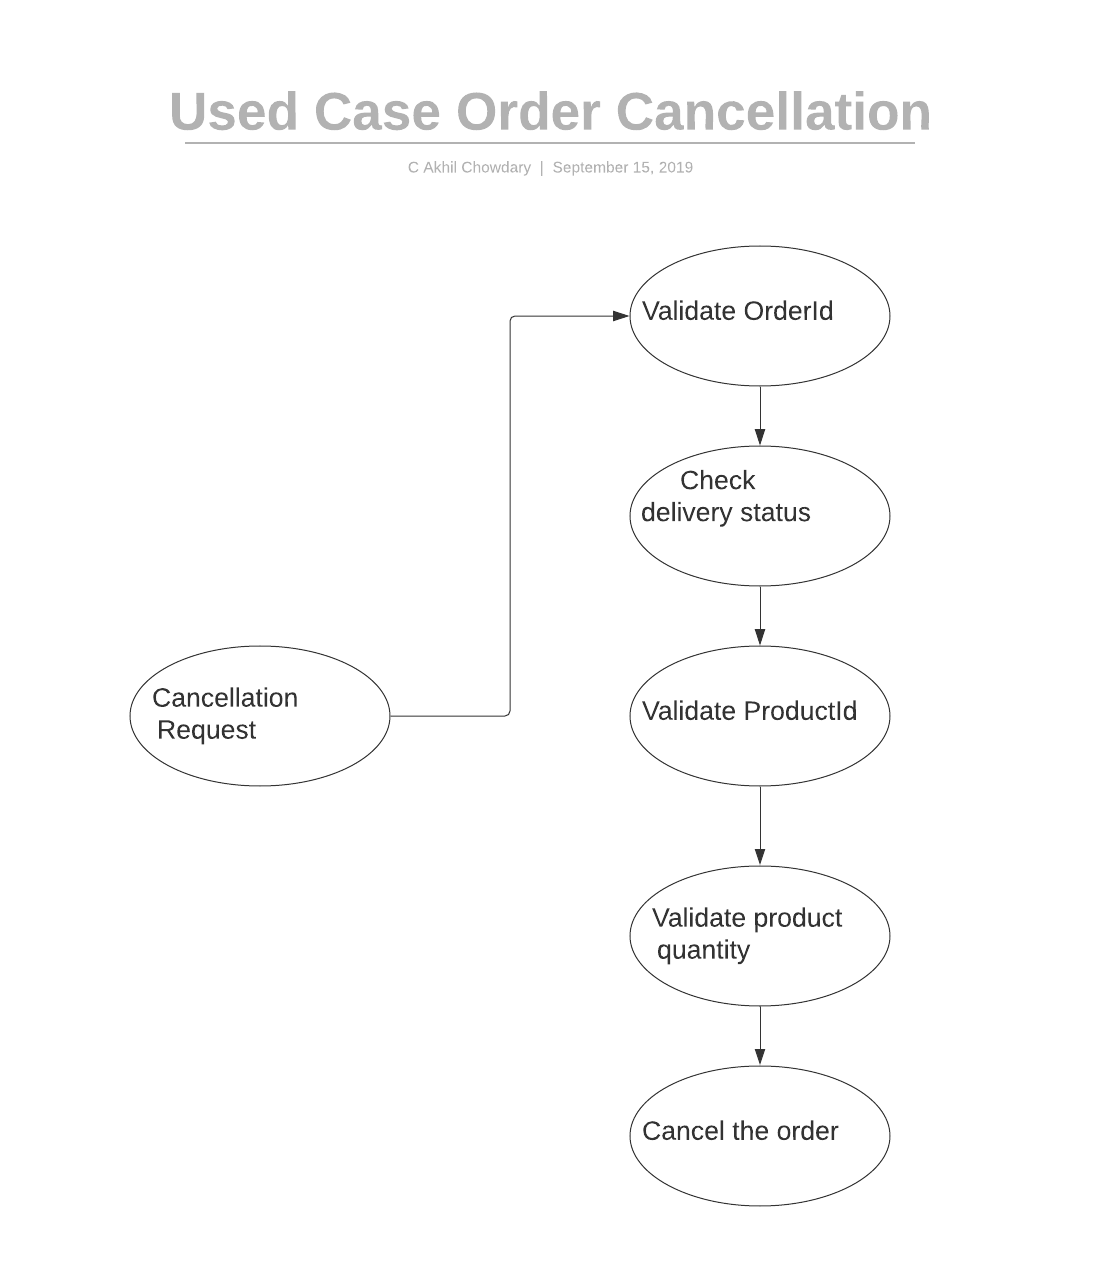 Used Case Order Cancellation
C Akhil Chowdary | September 15, 2019
Validate OrderId
Check
delivery status
Cancellation
Request
Validate ProductId
Validate product
quantity
Cancel the order